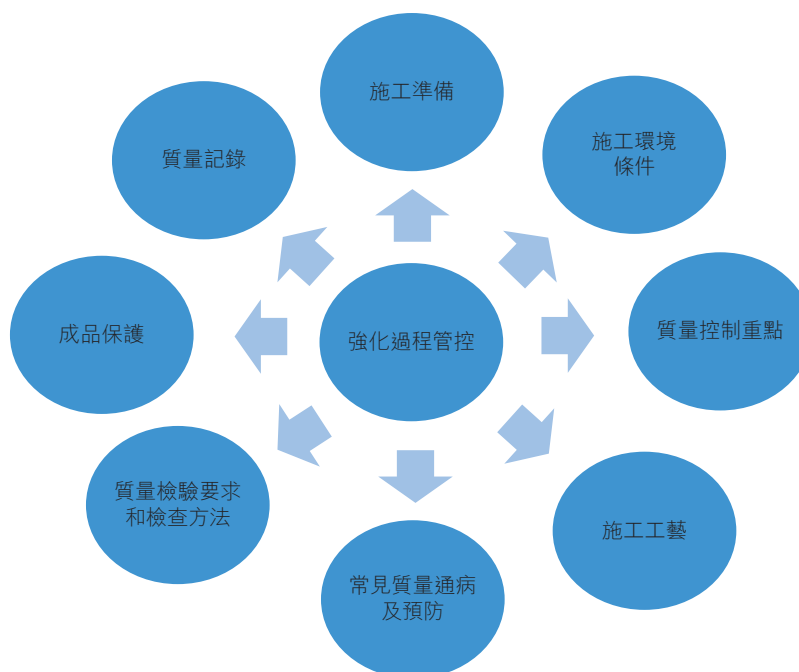 施工準備
施工環境
條件
質量記錄
成品保護
強化過程管控
質量控制重點
質量檢驗要求
和檢查方法
施工工藝
常見質量通病
及預防